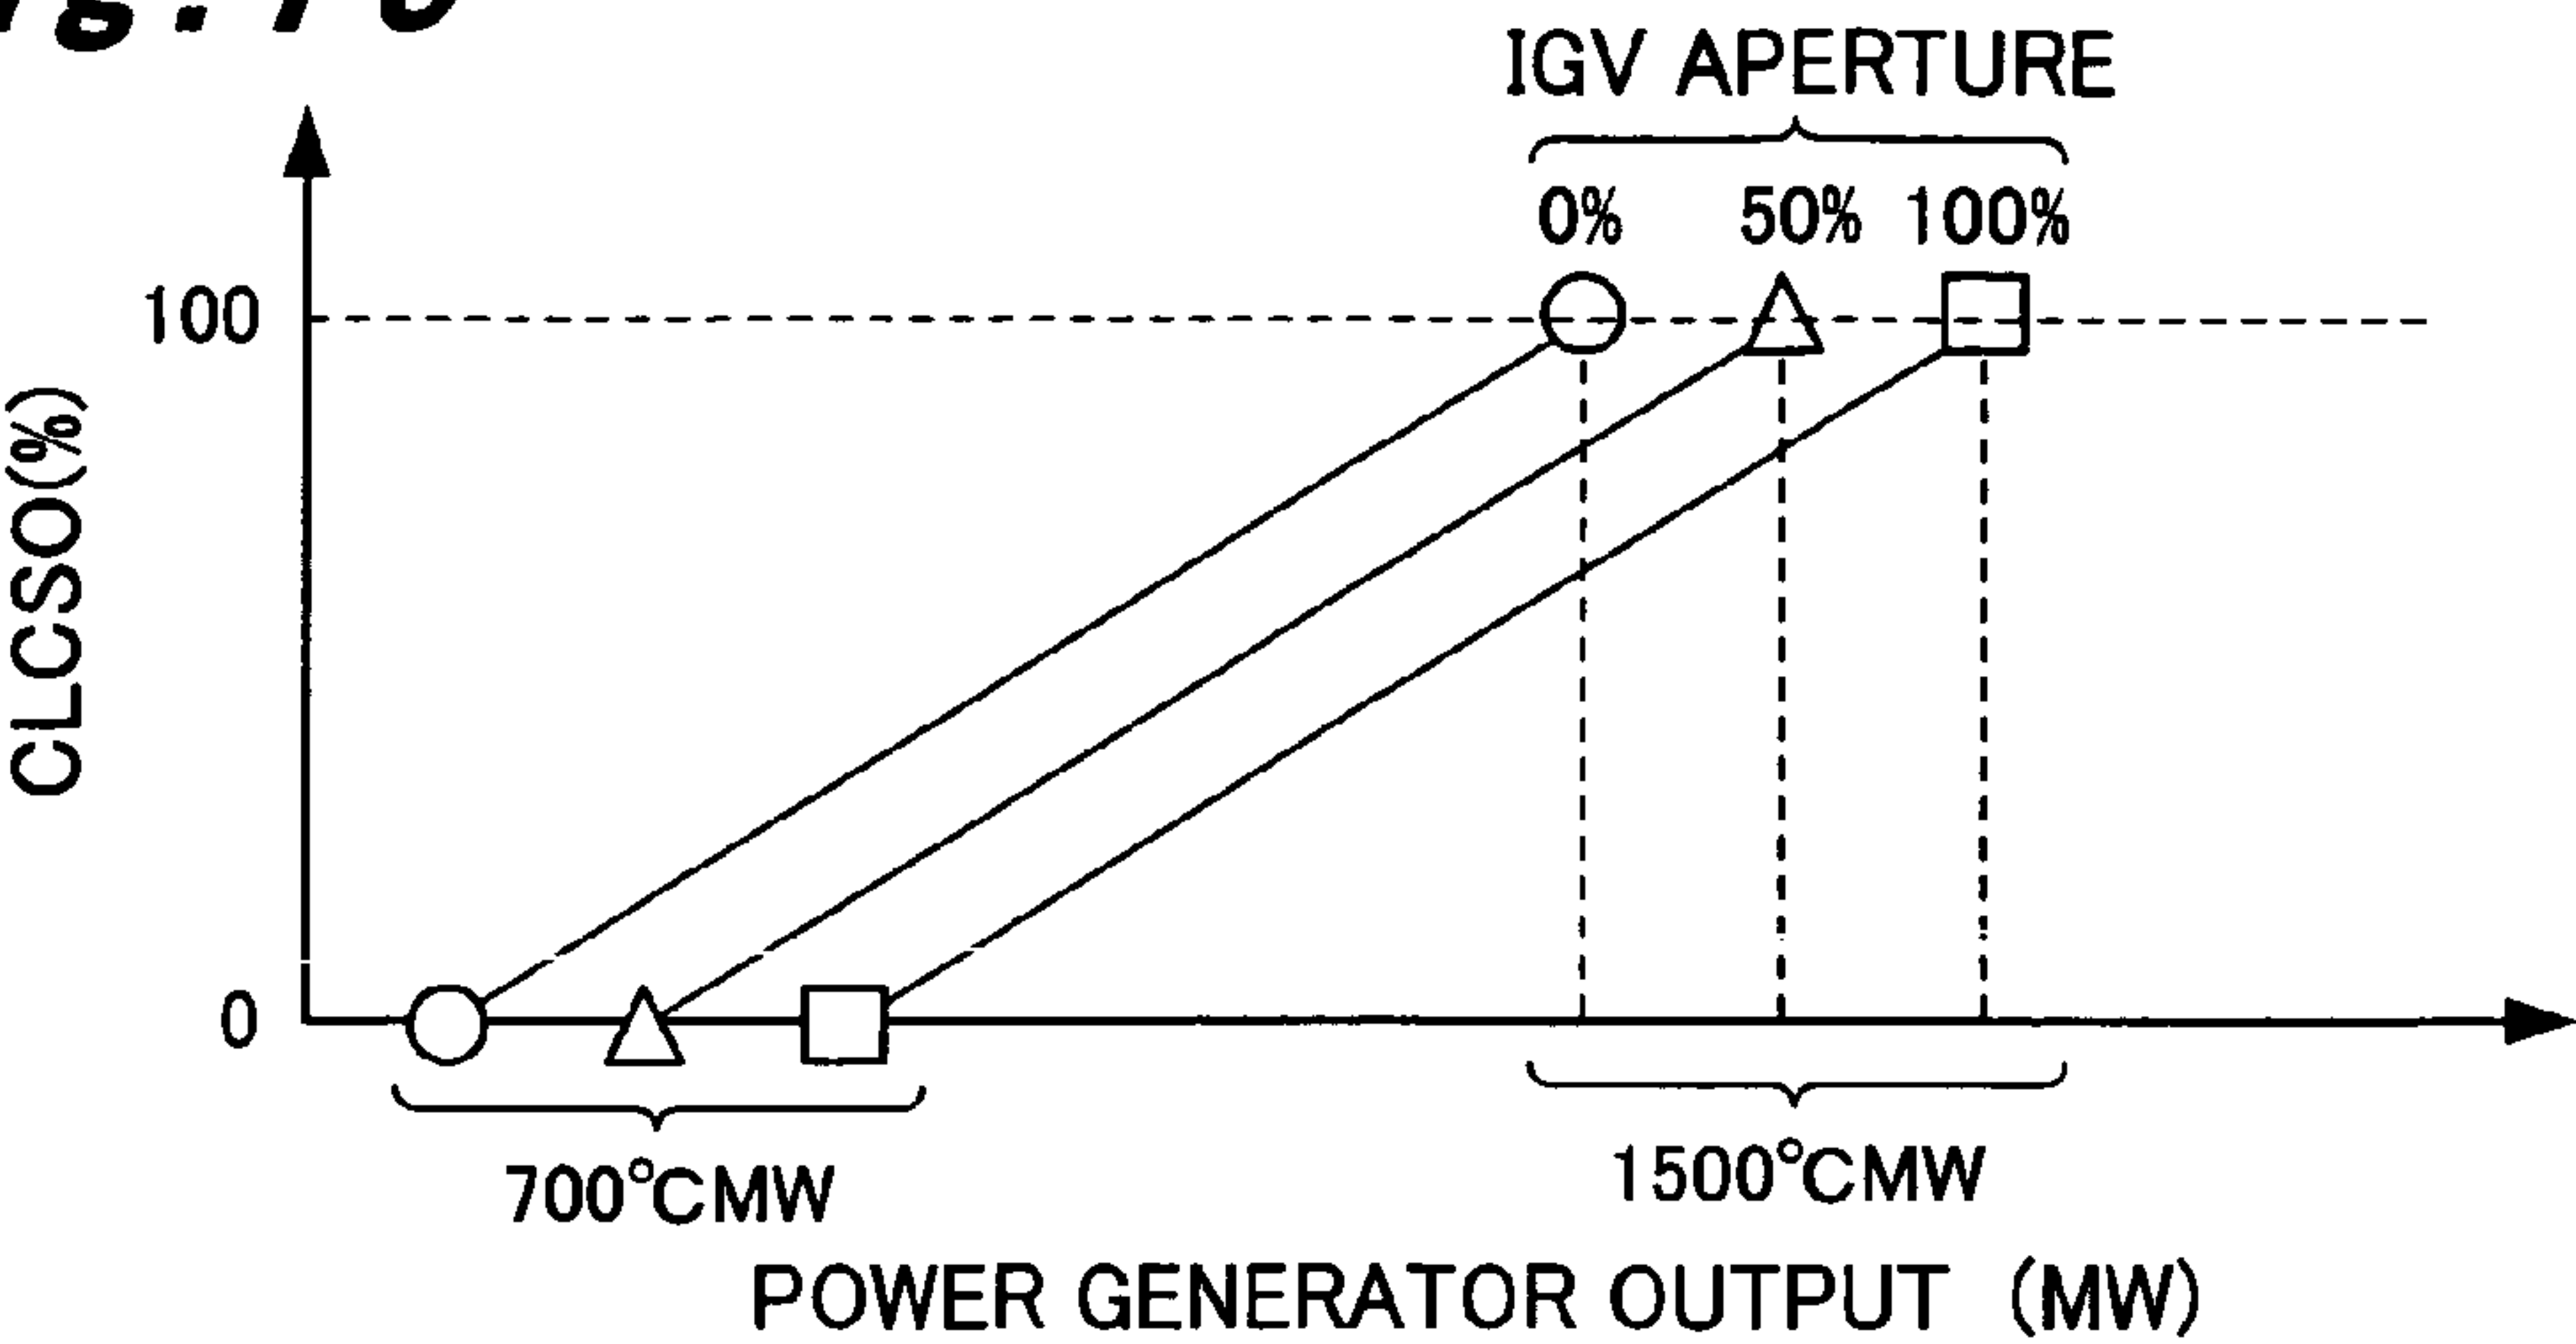 IGV APERTURE
0% 50% 100%
100
CLCSO(%)
0
700℃MW
1500℃MW
POWER GENERATOR OUTPUT (MW)